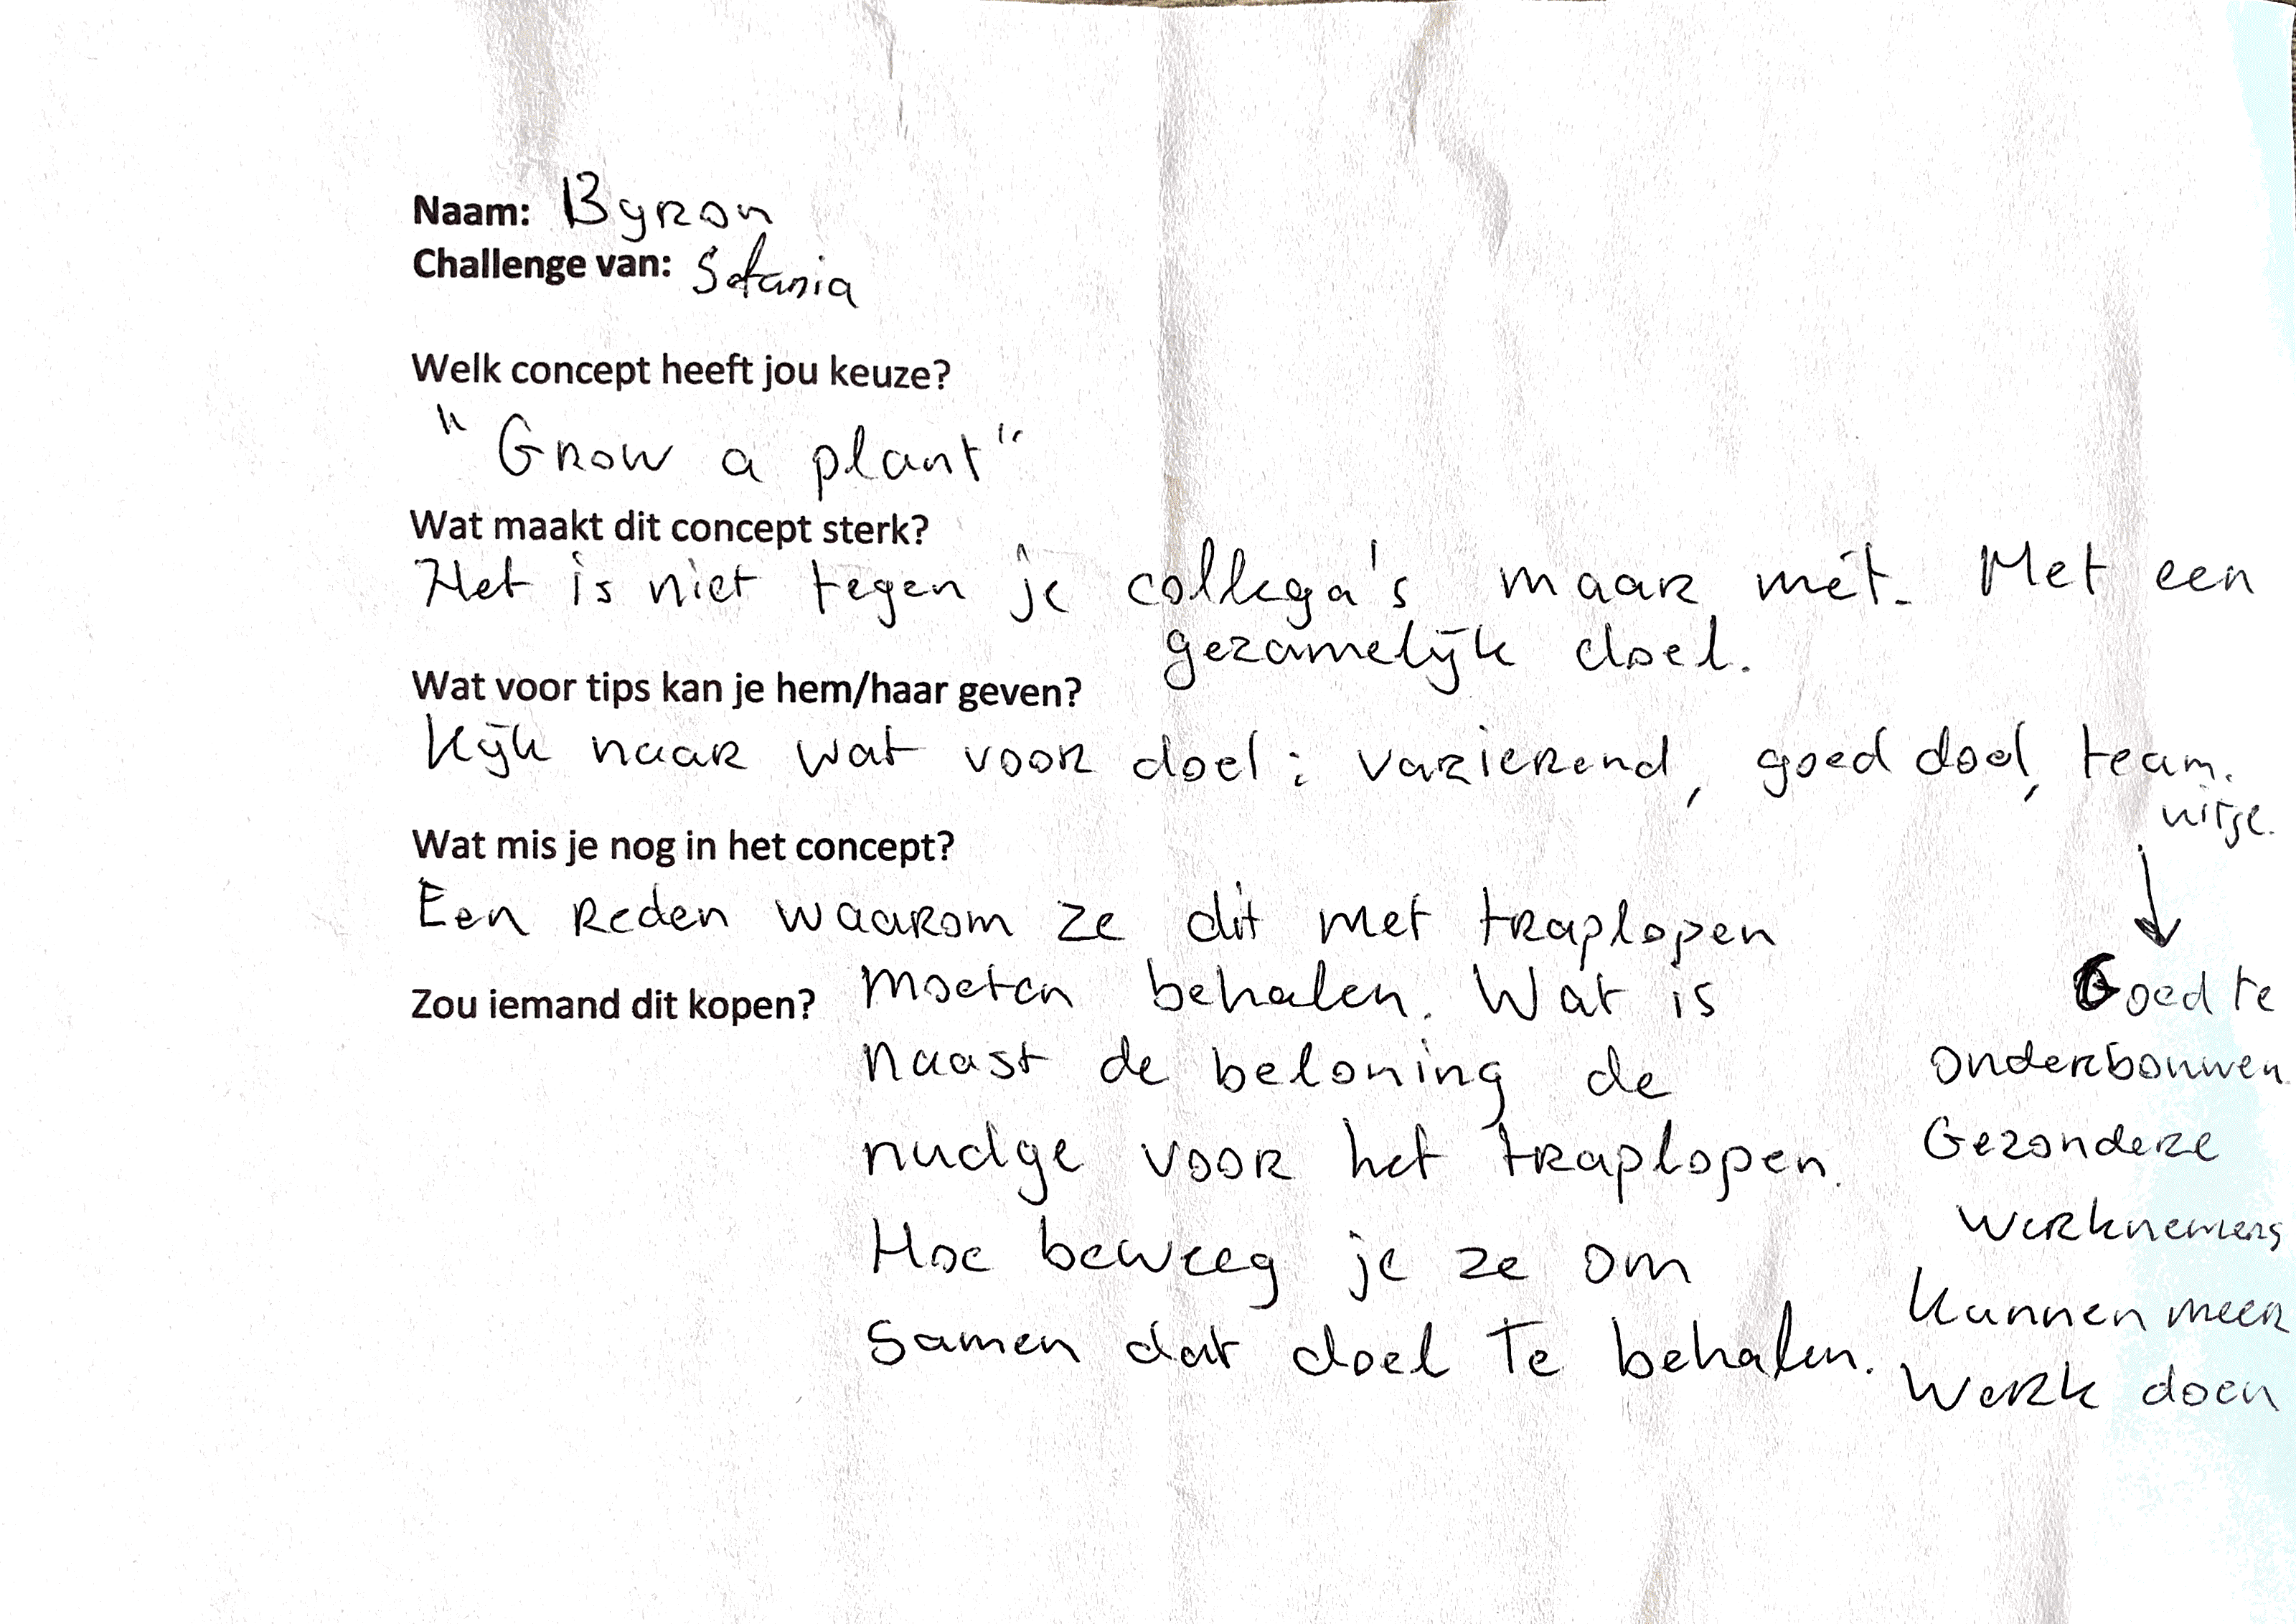 Naam: Byron
Challenge van: Stania
Welk concept heeft jou keuze?
"Grow a plant"
Wat maakt dit concept sterk?
Het is niet tegen je collega's maar mét. Met een
gezamelijk doel.
Wat voor tips kan je hem/haar geven?
Kijk naar wat voor doel: varierend, goed doel, team.
uitje.
Wat mis je nog in het concept?
Een reden waarom ze dit met traplopen
moeten behalen. Wat is
naast de beloning de
nudge voor het traplopen.
Hoe beweeg je ze om
samen dat doel te behalen.
Zou iemand dit kopen?
Goed te
onderbouwen.
Gezondere
werknemers
kunnen meer
werk doen